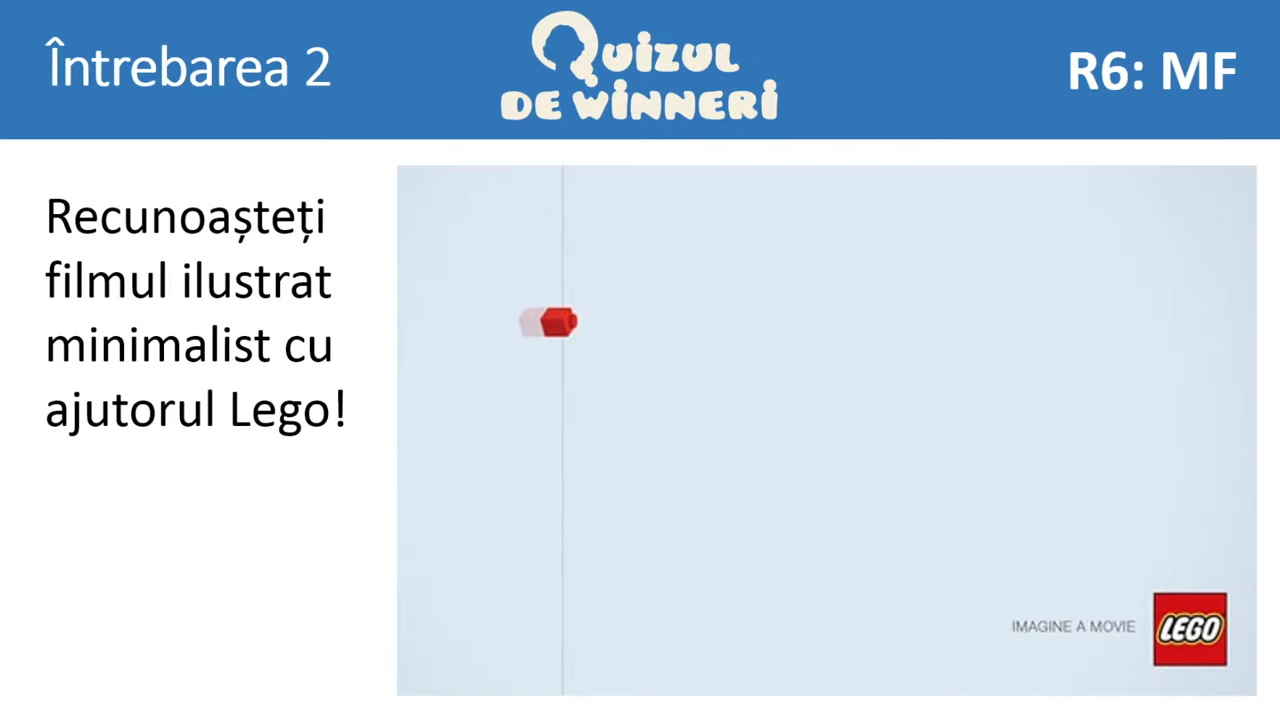 Întrebarea 2
QUIZUL
DE WINNERI
R6: MF
Recunoașteți
filmul ilustrat
minimalist cu
ajutorul Lego!
IMAGINE A MOVIE
LEGO